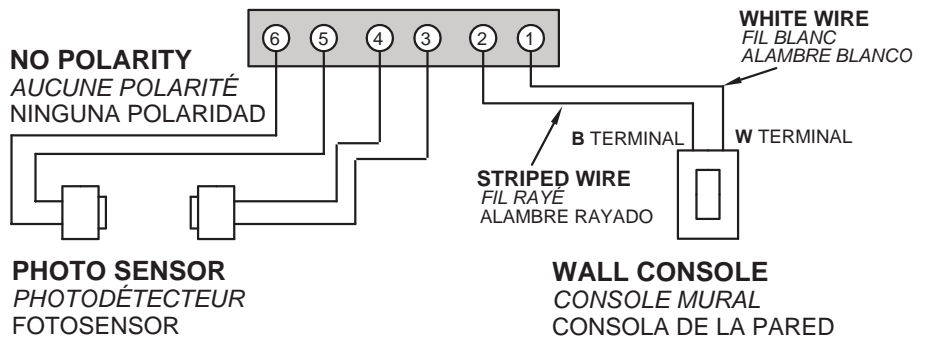 6 5 4 3 2 1
WHITE WIRE
FIL BLANC
ALAMBRE BLANCO
NO POLARITY
AUCUNE POLARITÉ
NINGUNA POLARIDAD
B TERMINAL
W TERMINAL
STRIPED WIRE
FIL RAYÉ
ALAMBRE RAYADO
PHOTO SENSOR
PHOTODÉTECTEUR
FOTOSENSOR
WALL CONSOLE
CONSOLE MURAL
CONSOLA DE LA PARED